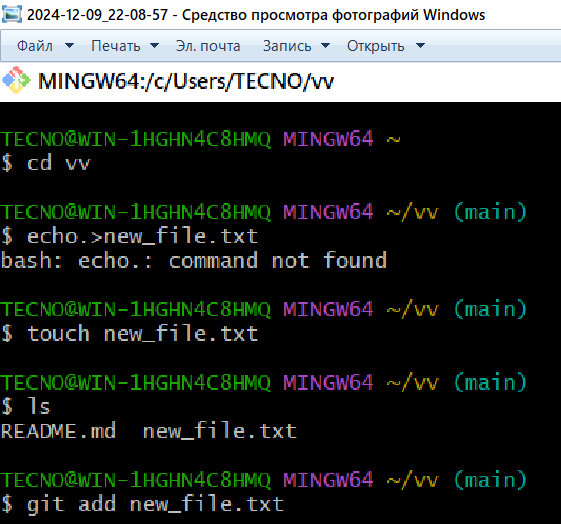 2024-12-09_22-08-57 - Средство просмотра фотографий Windows
Файл Печать Эл. почта Запись Открыть
MINGW64:/c/Users/TECNO/vv
TECNO@WIN-1HGHN4C8HMQ MINGW64 ~
$ cd vv
TECNO@WIN-1HGHN4C8HMQ MINGW64 ~/vv (main)
$ echo.>new_file.txt
bash: echo.: command not found
TECNO@WIN-1HGHN4C8HMQ MINGW64 ~/vv (main)
$ touch new_file.txt
TECNO@WIN-1HGHN4C8HMQ MINGW64 ~/vv (main)
$ ls
README.md new_file.txt
TECNO@WIN-1HGHN4C8HMQ MINGW64 ~/vv (main)
$ git add new_file.txt